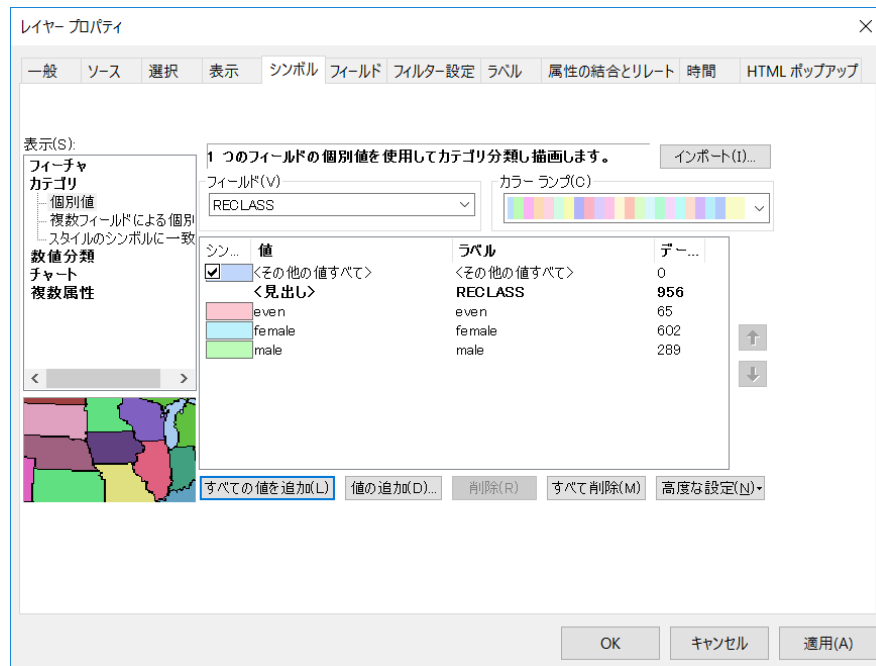 レイヤー プロパティ
一般 ソース 選択 表示 シンボル フィールド フィルター設定 ラベル 属性の結合とリレート 時間 HTML ポップアップ
表示(S):
フィーチャ
カテゴリ
個別値
複数フィールドによる個別
スタイルのシンボルに一致
数値分類
チャート
複数属性
1 つのフィールドの個別値を使用してカテゴリ分類し描画します。
インポート(I)...
フィールド(V)
RECLASS
カラー ランプ(C)
シン... 値 ラベル デー...
<その他の値すべて> <その他の値すべて> 0
<見出し> RECLASS 956
even even 65
female female 602
male male 289
すべての値を追加(L) 値の追加(D)... 削除(R) すべて削除(M) 高度な設定(N)
OK キャンセル 適用(A)